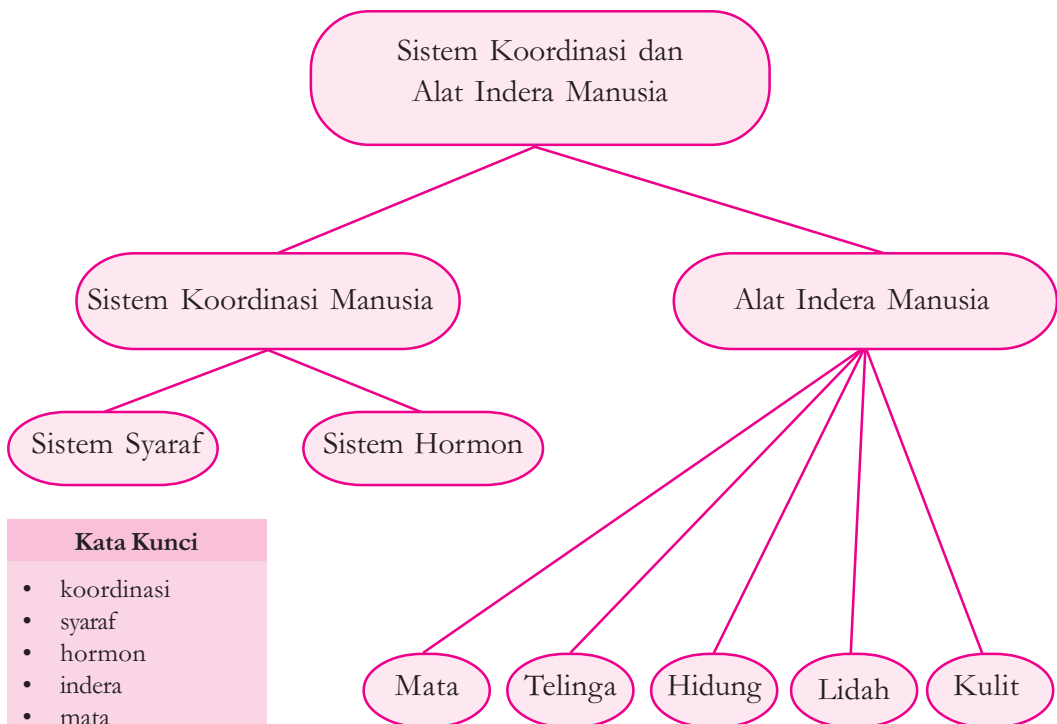 Sistem Koordinasi dan
Alat Indera Manusia
Sistem Koordinasi Manusia
Alat Indera Manusia
Sistem Syaraf
Sistem Hormon
Kata Kunci
• koordinasi
• syaraf
• hormon
• indera
• mata
Mata
Telinga
Hidung
Lidah
Kulit